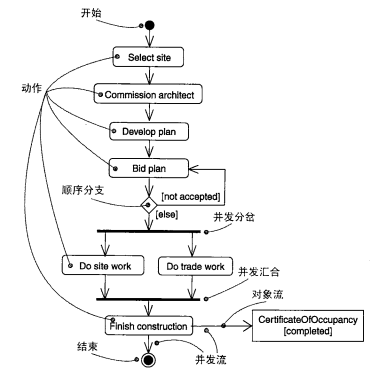 开始
Select site
动作
Commission architect
Develop plan
Bid plan
顺序分支
[not accepted]
[else]
并发分岔
Do site work
Do trade work
并发汇合
对象流
Finish construction
CertificateOfOccupancy
[completed]
结束
并发流